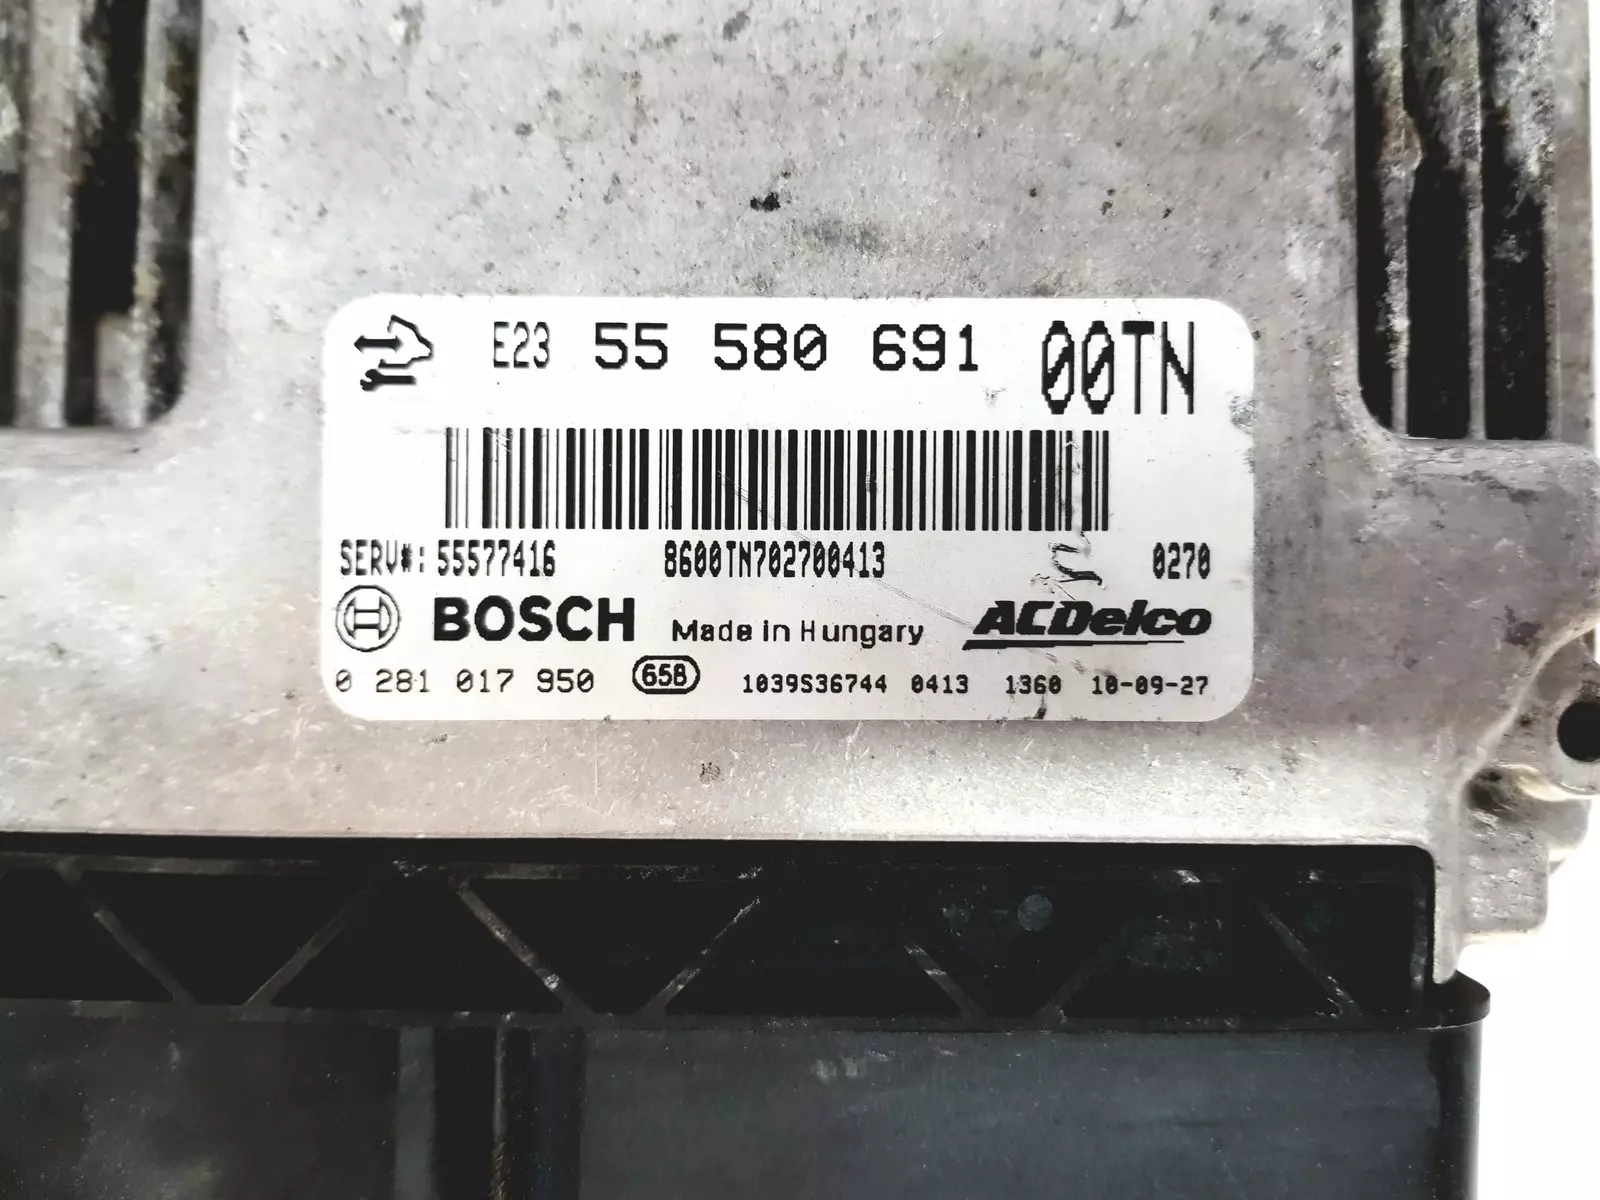 E23 55 580 691 00TN
SERV#: 55577416 8600TN702700413 0270
BOSCH Made in Hungary ACDelco
0 281 017 950 658 1039S36744 0413 1360 10-09-27